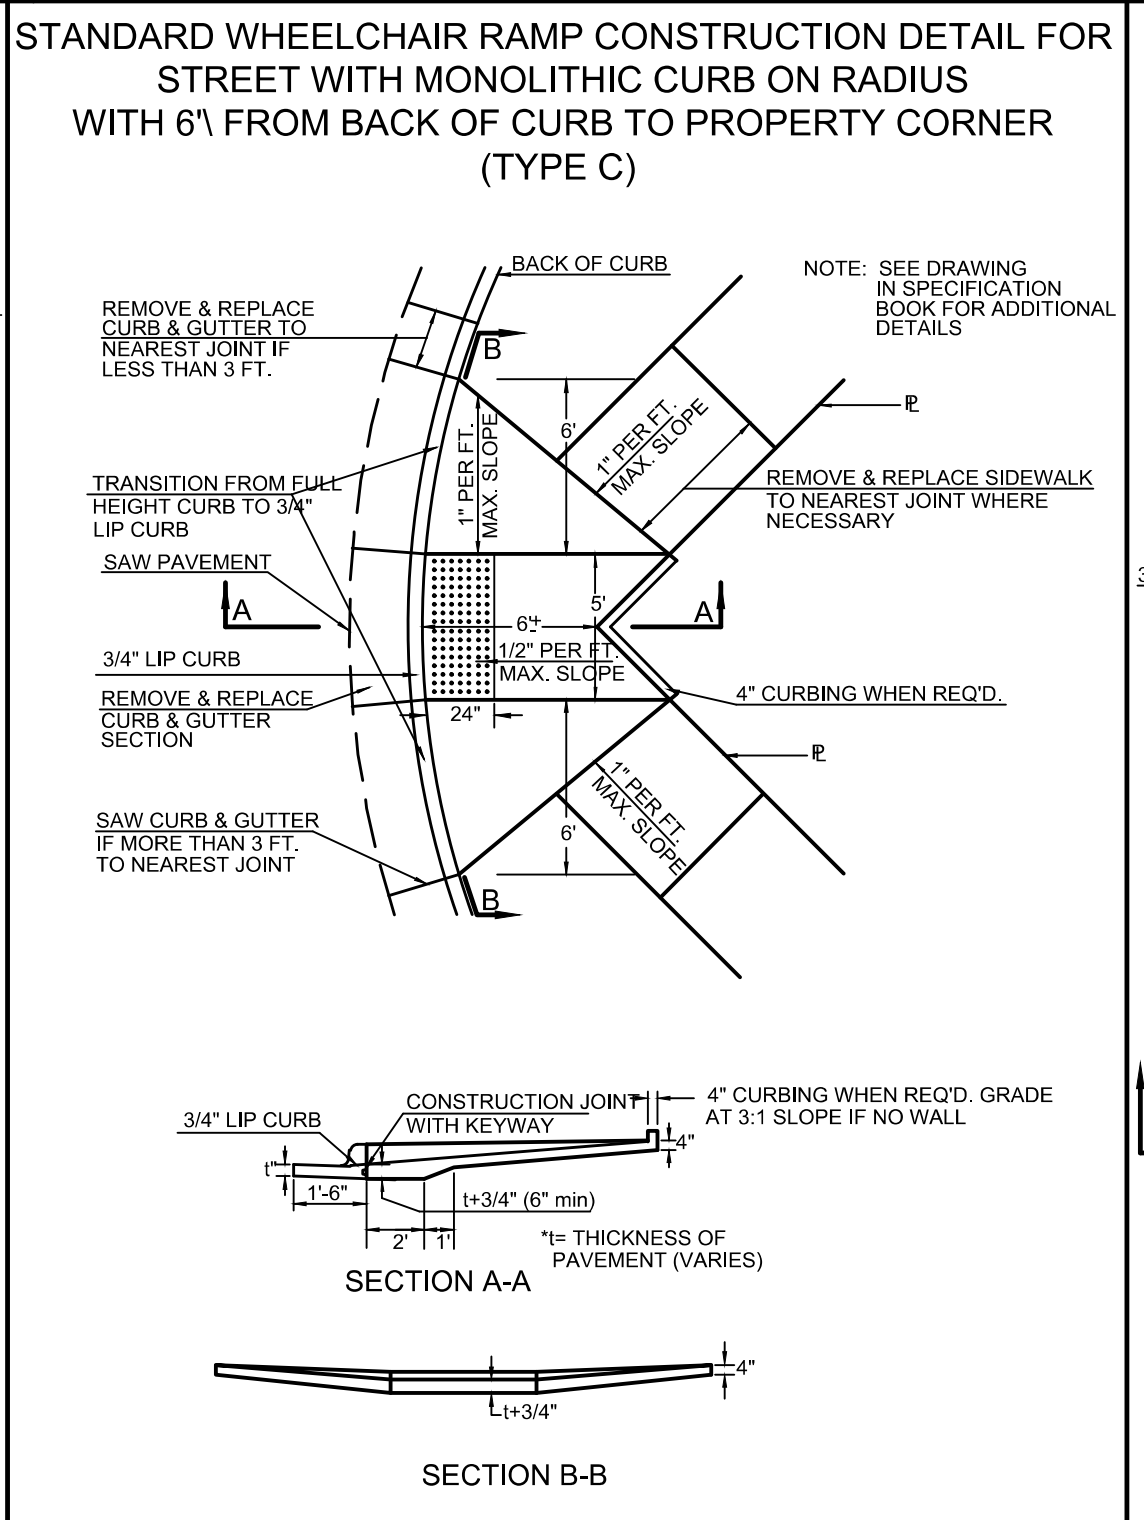 STANDARD WHEELCHAIR RAMP CONSTRUCTION DETAIL FOR
STREET WITH MONOLITHIC CURB ON RADIUS
WITH 6'\ FROM BACK OF CURB TO PROPERTY CORNER
(TYPE C)
BACK OF CURB
NOTE: SEE DRAWING
IN SPECIFICATION
BOOK FOR ADDITIONAL
DETAILS
REMOVE & REPLACE
CURB & GUTTER TO
NEAREST JOINT IF
LESS THAN 3 FT.
B
6'
1" PER FT.
MAX. SLOPE
1" PER FT.
MAX. SLOPE
PL
REMOVE & REPLACE SIDEWALK
TO NEAREST JOINT WHERE
NECESSARY
TRANSITION FROM FULL
HEIGHT CURB TO 3/4"
LIP CURB
SAW PAVEMENT
A
A
5'
6'±
1/2" PER FT.
MAX. SLOPE
3/4" LIP CURB
REMOVE & REPLACE
CURB & GUTTER
SECTION
24"
4" CURBING WHEN REQ'D.
PL
1" PER FT.
MAX. SLOPE
6'
SAW CURB & GUTTER
IF MORE THAN 3 FT.
TO NEAREST JOINT
B
3/4" LIP CURB
CONSTRUCTION JOINT
WITH KEYWAY
4" CURBING WHEN REQ'D. GRADE
AT 3:1 SLOPE IF NO WALL
4"
t"
1'-6"
t+3/4" (6" min)
2'
1'
*t= THICKNESS OF
PAVEMENT (VARIES)
SECTION A-A
4"
t+3/4"
SECTION B-B